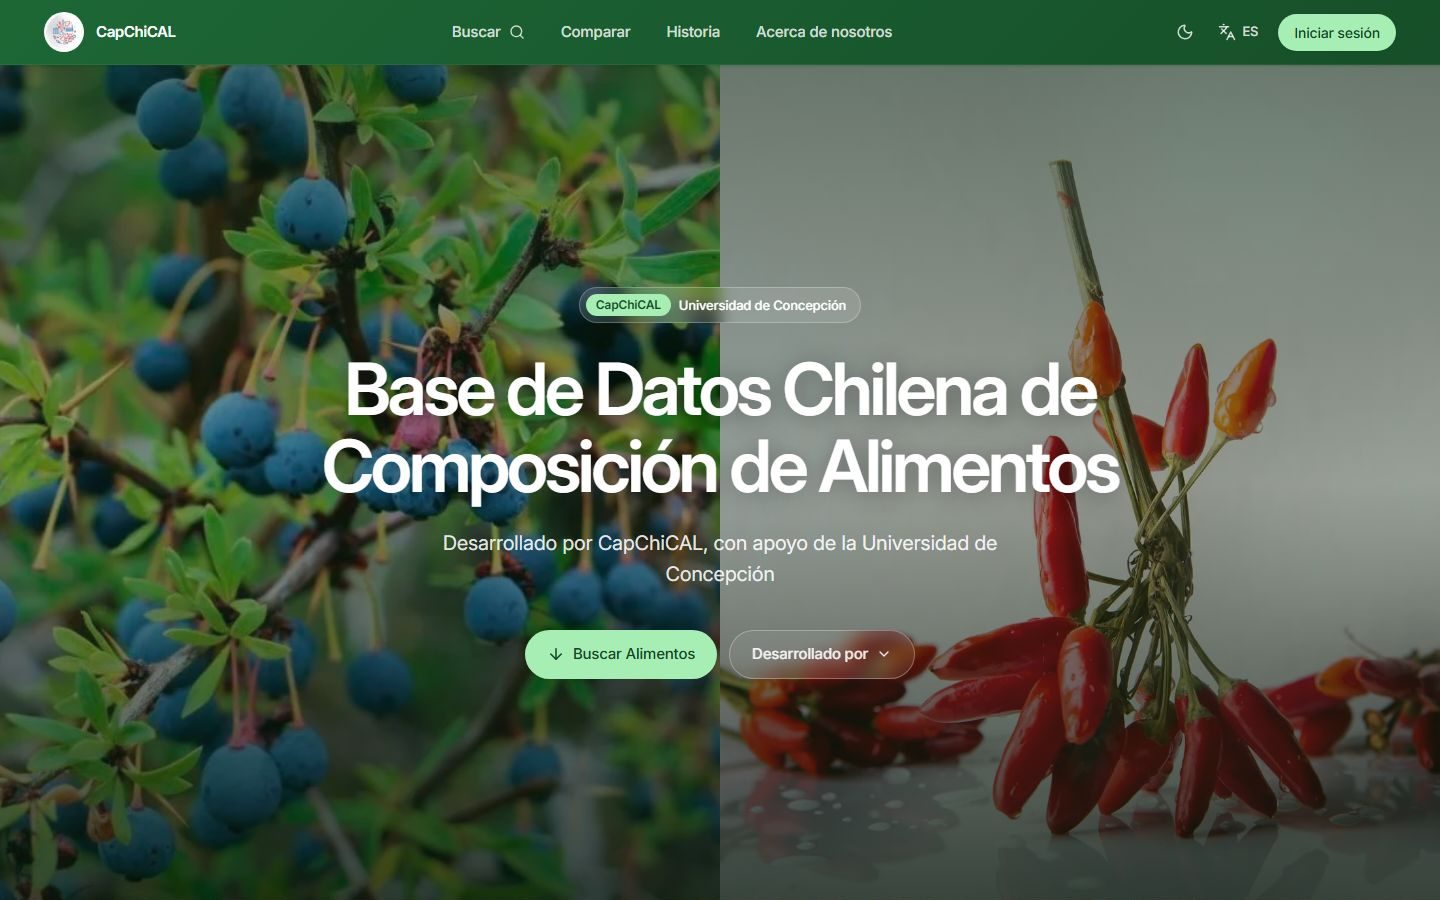 CapChiCAL
Buscar
Comparar
Historia
Acerca de nosotros
ES
Iniciar sesión
CapChiCAL Universidad de Concepción
Base de Datos Chilena de
Composición de Alimentos
Desarrollado por CapChiCAL, con apoyo de la Universidad de
Concepción
Buscar Alimentos
Desarrollado por